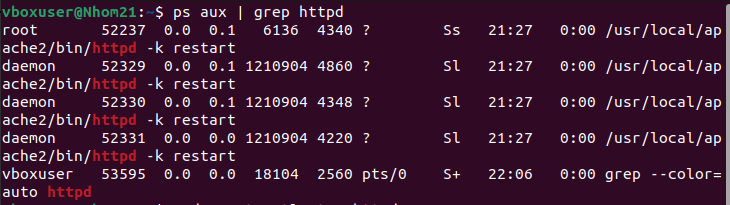 vboxuser@Nhom21:~$ ps aux | grep httpd
root 52237 0.0 0.1 6136 4340 ? Ss 21:27 0:00 /usr/local/ap
ache2/bin/httpd -k restart
daemon 52329 0.0 0.1 1210904 4860 ? Sl 21:27 0:00 /usr/local/ap
ache2/bin/httpd -k restart
daemon 52330 0.0 0.1 1210904 4348 ? Sl 21:27 0:00 /usr/local/ap
ache2/bin/httpd -k restart
daemon 52331 0.0 0.0 1210904 4220 ? Sl 21:27 0:00 /usr/local/ap
ache2/bin/httpd -k restart
vboxuser 53595 0.0 0.0 18104 2560 pts/0 S+ 22:06 0:00 grep --color=
auto httpd